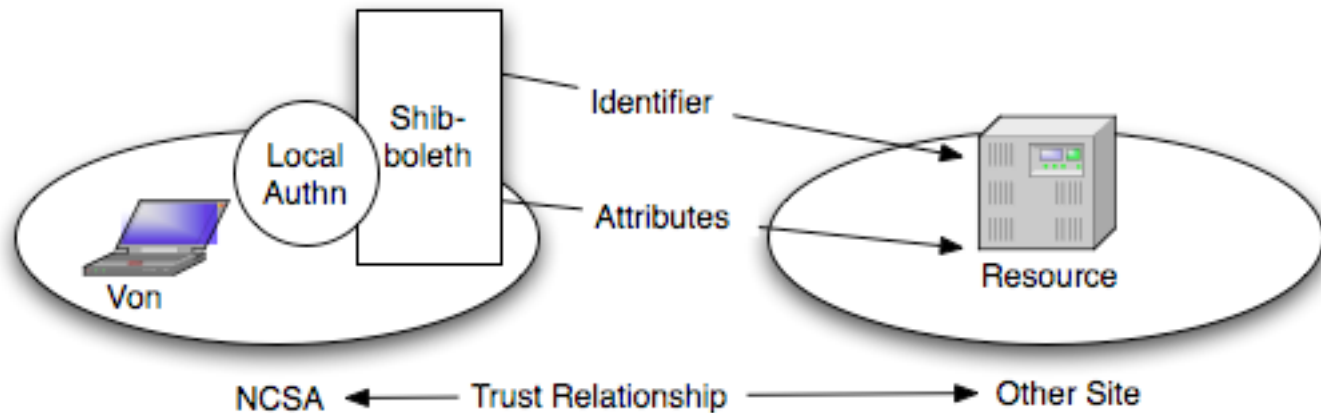 Shib-
boleth
Local
Authn
Von
Identifier
Attributes
Resource
NCSA
Trust Relationship
Other Site